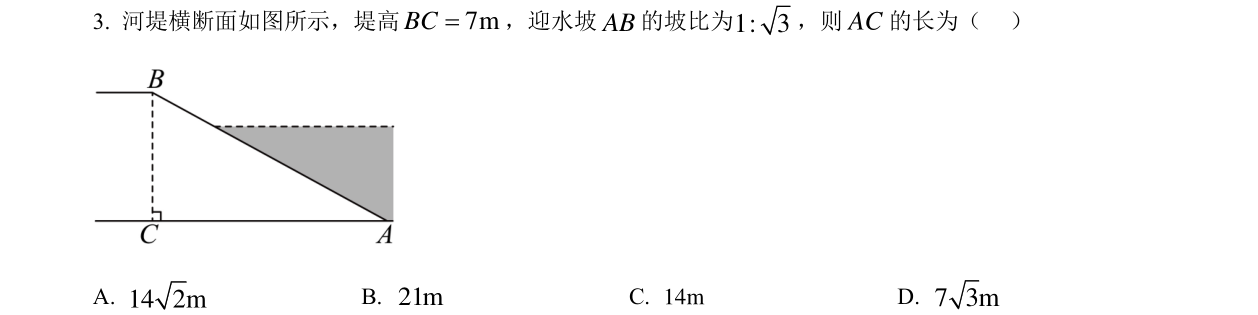 3. 河堤横断面如图所示，堤高 BC = 7m，迎水坡 AB 的坡比为1:√3，则 AC 的长为（　）
B
C
A
A. 14√2m B. 21m C. 14m D. 7√3m